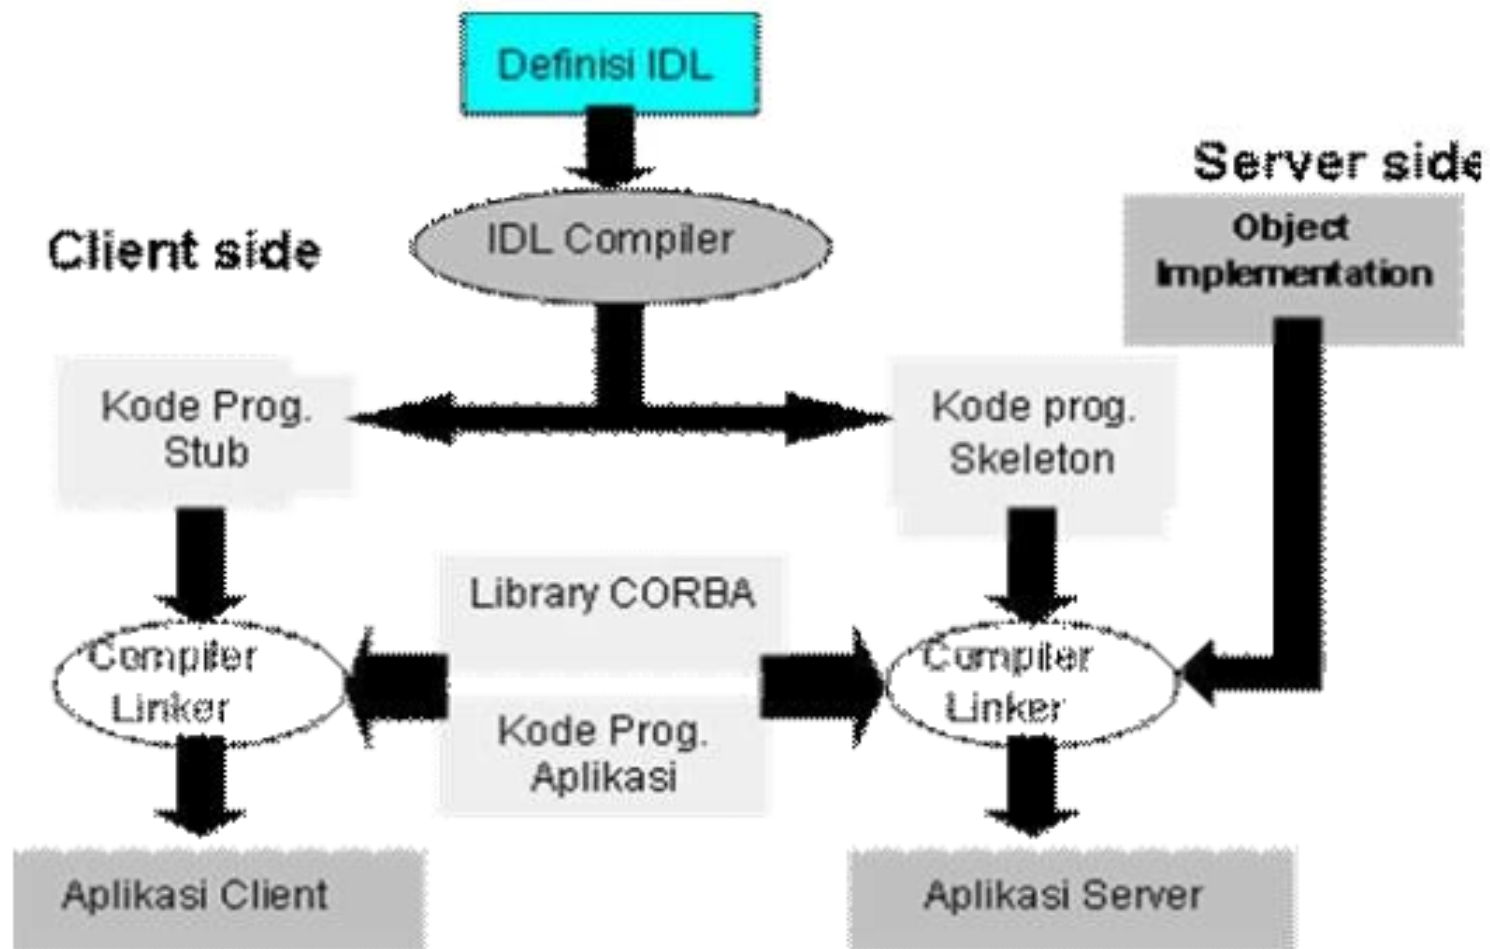 Definisi IDL
Server side
Object
Implementation
IDL Compiler
Client side
Kode Prog.
Stub
Kode prog.
Skeleton
Library CORBA
Compiler
Linker
Compiler
Linker
Kode Prog.
Aplikasi
Aplikasi Client
Aplikasi Server